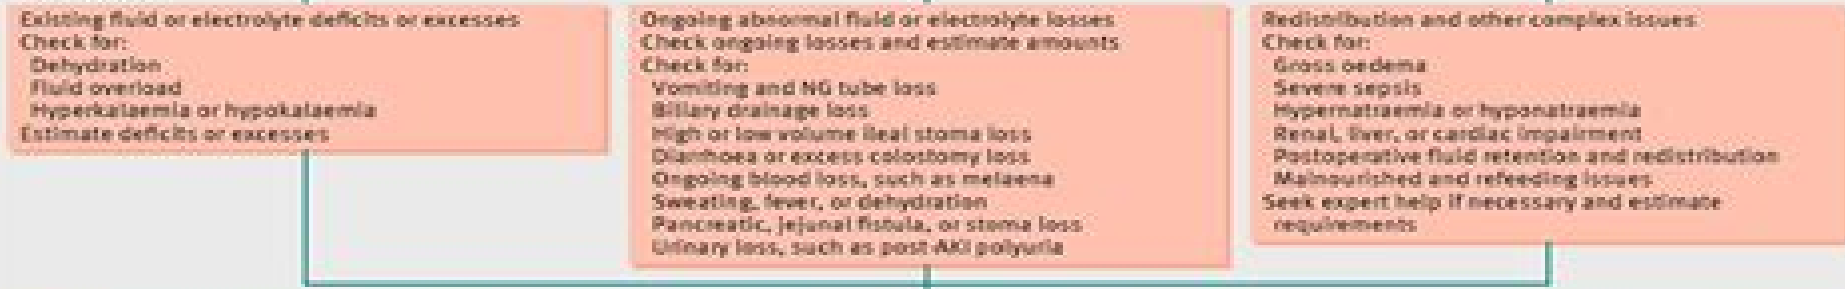 Existing fluid or electrolyte deficits or excesses
Check for:
Dehydration
Fluid overload
Hyperkalaemia or hypokalaemia
Estimate deficits or excesses
Ongoing abnormal fluid or electrolyte losses
Check ongoing losses and estimate amounts
Check for:
Vomiting and NG tube loss
Biliary drainage loss
High or low volume ileal stoma loss
Diarrhoea or excess colostomy loss
Ongoing blood loss, such as melaena
Sweating, fever, or dehydration
Pancreatic, jejunal fistula, or stoma loss
Urinary loss, such as post-AKI polyuria
Redistribution and other complex issues
Check for:
Gross oedema
Severe sepsis
Hypernatraemia or hyponatraemia
Renal, liver, or cardiac impairment
Postoperative fluid retention and redistribution
Malnourished and refeeding issues
Seek expert help if necessary and estimate
requirements